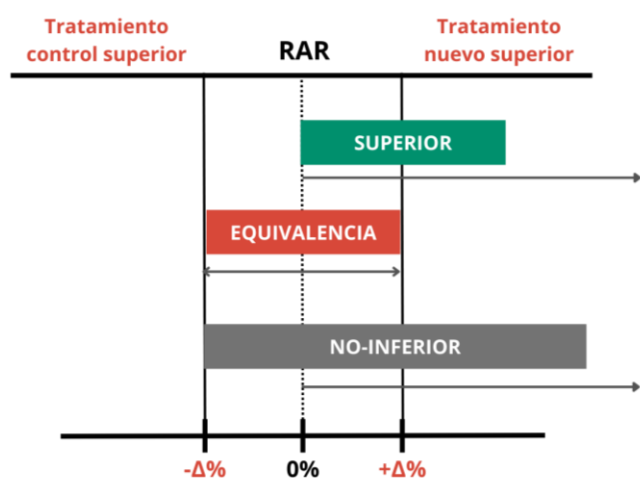 Tratamiento
control superior
RAR
Tratamiento
nuevo superior
SUPERIOR
EQUIVALENCIA
NO-INFERIOR
-Δ%
0%
+Δ%